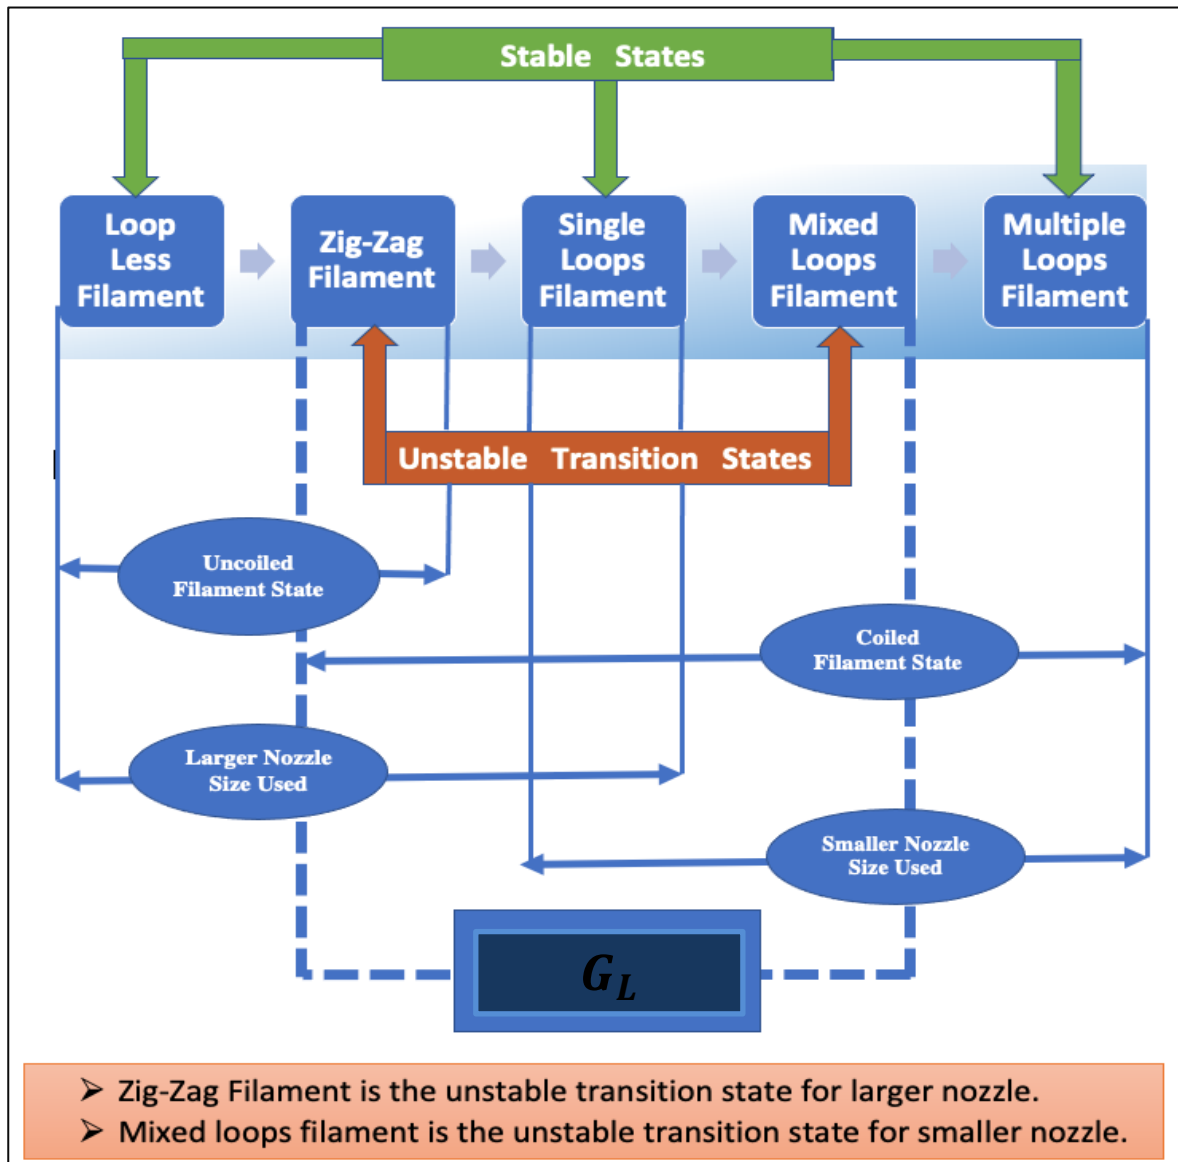 Stable States
Loop
Less
Filament
Zig-Zag
Filament
Single
Loops
Filament
Mixed
Loops
Filament
Multiple
Loops
Filament
Unstable Transition States
Uncoiled
Filament State
Coiled
Filament State
Larger Nozzle
Size Used
Smaller Nozzle
Size Used
G_L
➤ Zig-Zag Filament is the unstable transition state for larger nozzle.
➤ Mixed loops filament is the unstable transition state for smaller nozzle.